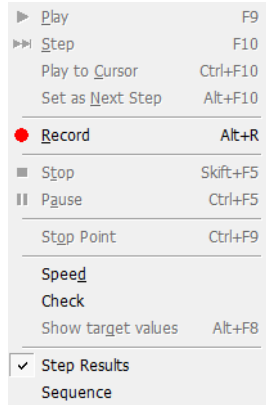 Play F9
Step F10
Play to Cursor Ctrl+F10
Set as Next Step Alt+F10
Record Alt+R
Stop Skift+F5
Pause Ctrl+F5
Stop Point Ctrl+F9
Speed
Check
Show target values Alt+F8
Step Results
Sequence